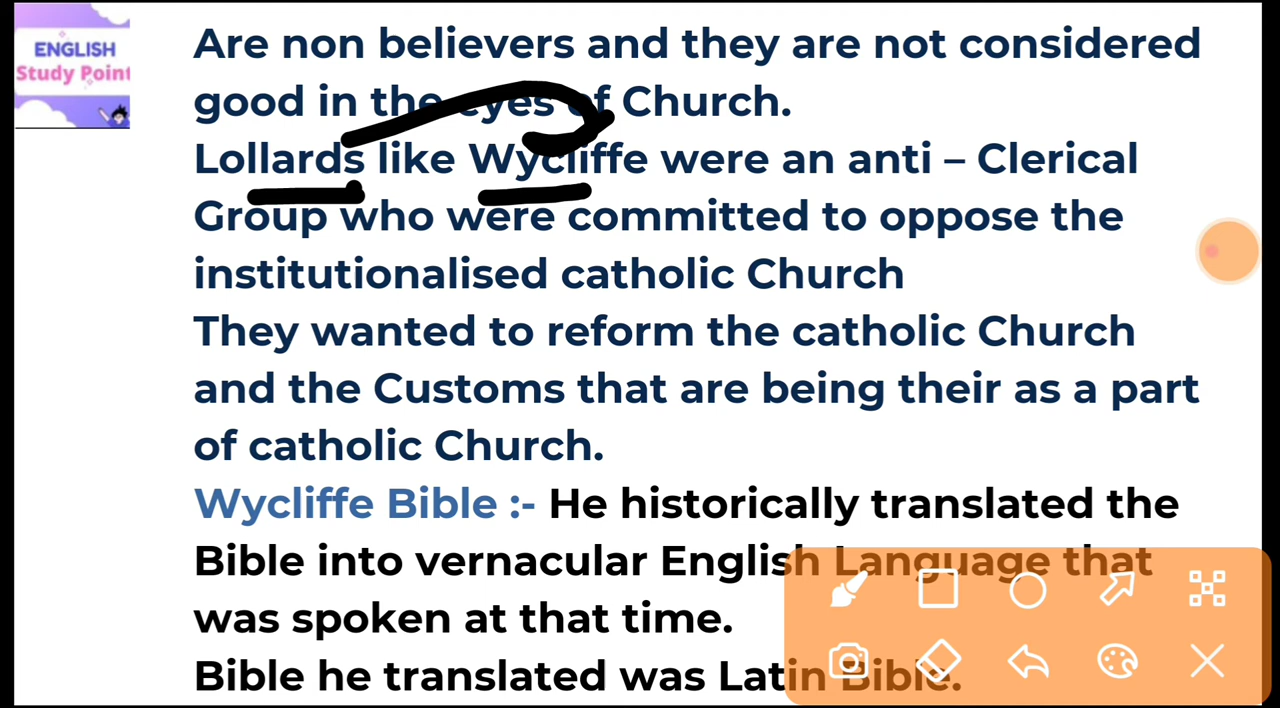 ENGLISH
Study Point
Are non believers and they are not considered
good in the eyes of Church.
Lollards like Wycliffe were an anti – Clerical
Group who were committed to oppose the
institutionalised catholic Church
They wanted to reform the catholic Church
and the Customs that are being their as a part
of catholic Church.
Wycliffe Bible :- He historically translated the
Bible into vernacular English Language that
was spoken at that time.
Bible he translated was Latin Bible.